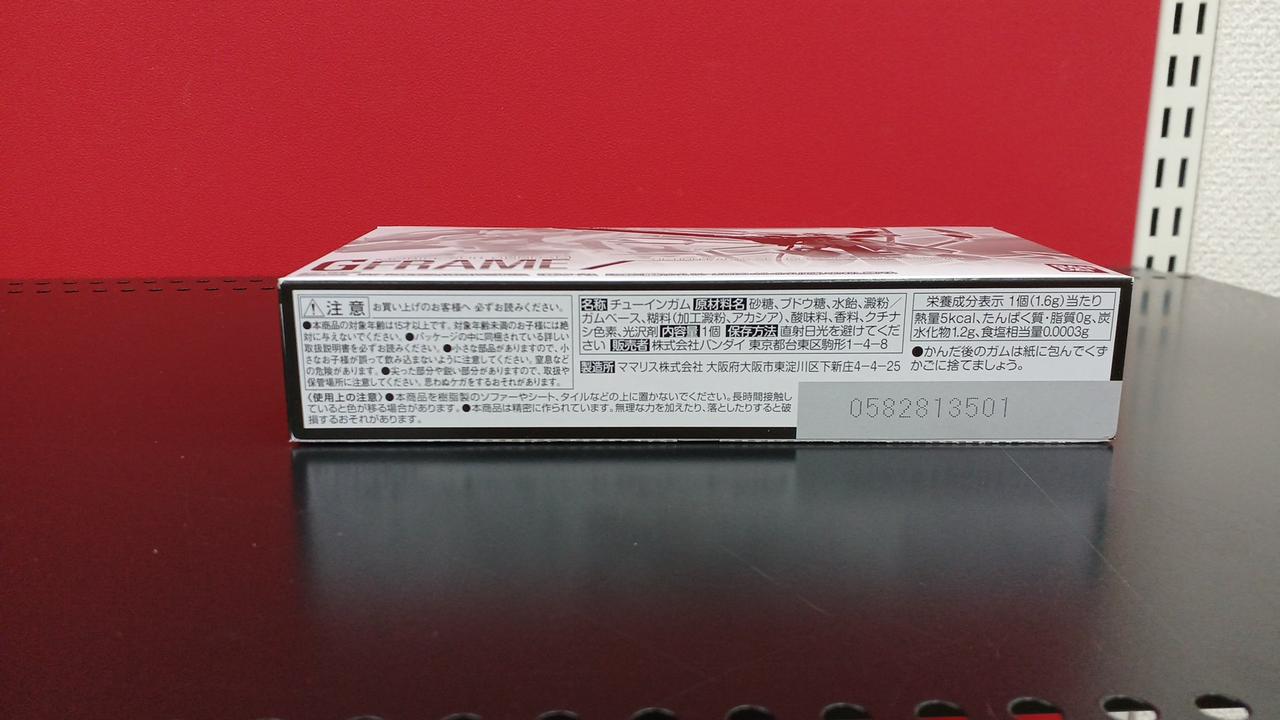 GFRAME
注意 お買い上げのお客様へ 必ずお読みください。
●本商品の対象年齢は15才以上です。対象年齢未満のお子様には絶
対に与えないでください。●パッケージの中に同梱されている詳しい
取扱説明書を必ずお読みください。●小さな部品がありますので、小
さなお子様が誤って飲み込まないように注意してください。窒息など
の危険があります。●尖った部分や鋭い部分がありますので、取扱や
保管場所に注意してください。思わぬケガをするおそれがあります。
〈使用上の注意〉●本商品を樹脂製のソファーやシート、タイルなどの上に置かないでください。長時間接触し
ていると色が移る場合があります。●本商品は精密に作られています。無理な力を加えたり、落としたりすると破
損するおそれがあります。
名称 チューインガム 原材料名 砂糖、ブドウ糖、水飴、澱粉／
ガムベース、糊料(加工澱粉、アカシア)、酸味料、香料、クチナ
シ色素、光沢剤 内容量 1個 保存方法 直射日光を避けてくだ
さい 販売者 株式会社バンダイ 東京都台東区駒形1-4-8
製造所 ママリス株式会社 大阪府大阪市東淀川区下新庄4-4-25
栄養成分表示 1個(1.6g)当たり
熱量5kcal、たんぱく質・脂質0g、炭
水化物1.2g、食塩相当量0.0003g
●かんだ後のガムは紙に包んでくず
かごに捨てましょう。
0582813501